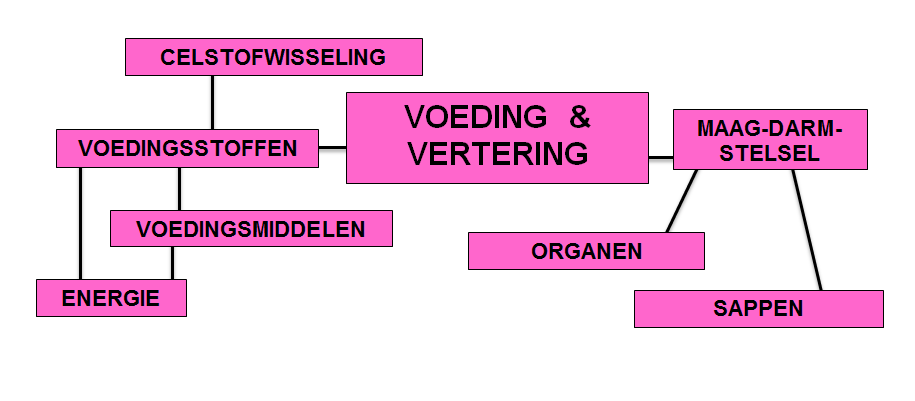 CELSTOFWISSELING
VOEDING & 
VERTERING
MAAG-DARM-
STELSEL
VOEDINGSSTOFFEN
VOEDINGSMIDDELEN
ORGANEN
ENERGIE
SAPPEN